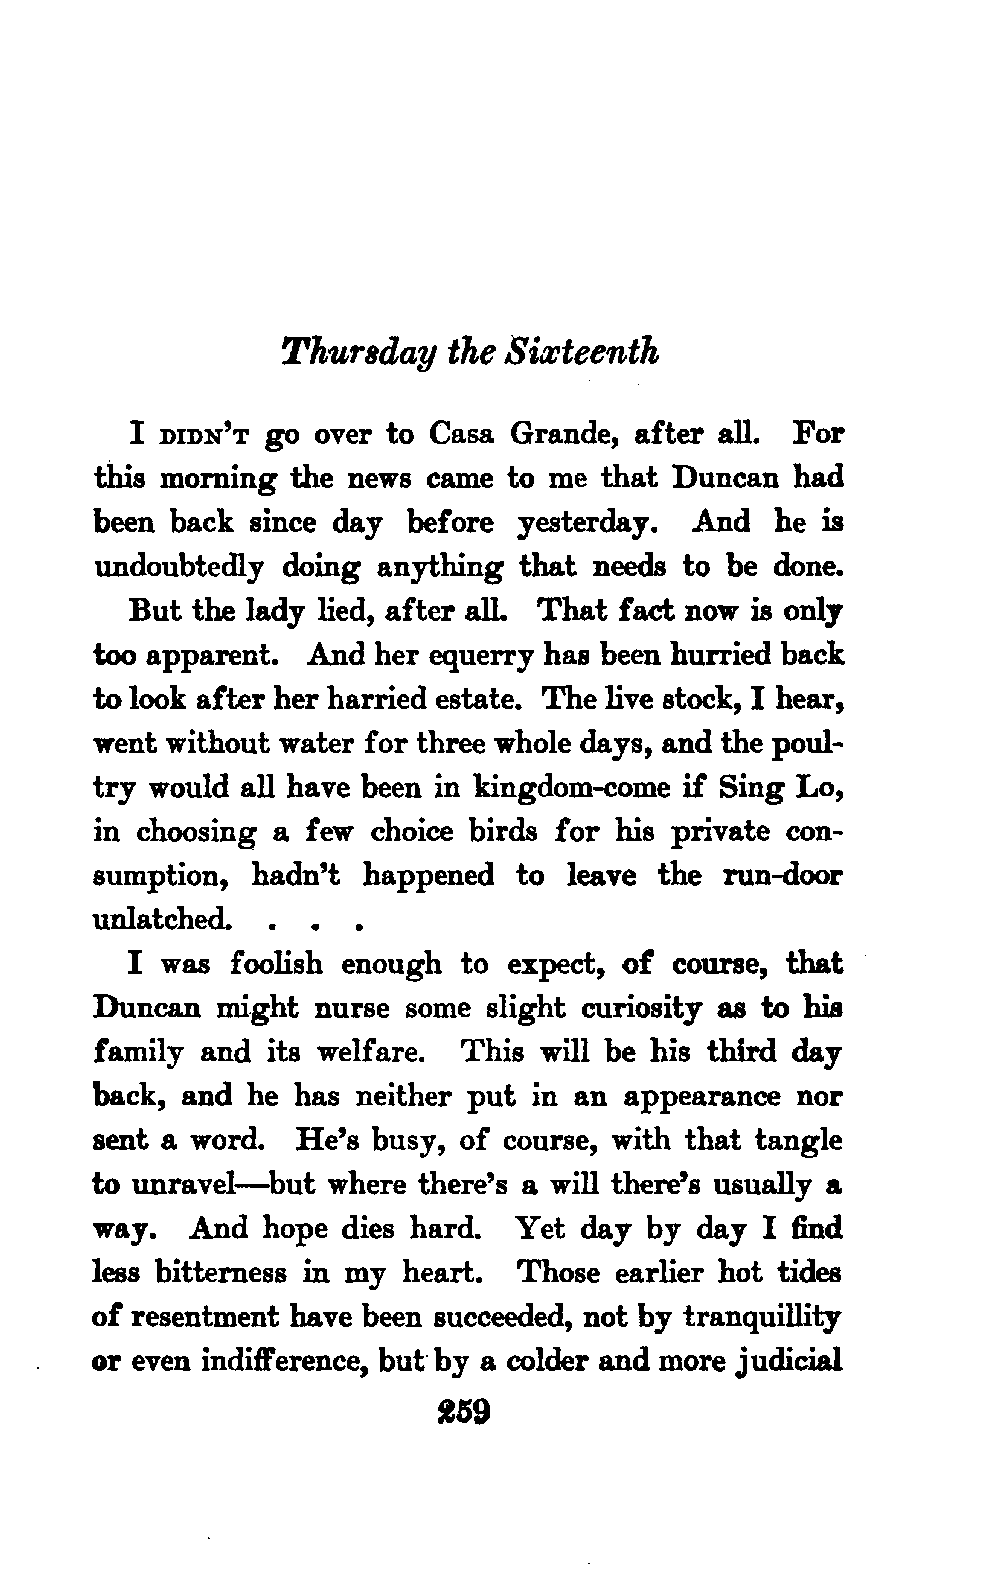 Thursday the Sixteenth
I DIDN'T go over to Casa Grande, after all. For
this morning the news came to me that Duncan had
been back since day before yesterday. And he is
undoubtedly doing anything that needs to be done.
But the lady lied, after all. That fact now is only
too apparent. And her equerry has been hurried back
to look after her harried estate. The live stock, I hear,
went without water for three whole days, and the poul-
try would all have been in kingdom-come if Sing Lo,
in choosing a few choice birds for his private con-
sumption, hadn't happened to leave the run-door
unlatched. . . .
I was foolish enough to expect, of course, that
Duncan might nurse some slight curiosity as to his
family and its welfare. This will be his third day
back, and he has neither put in an appearance nor
sent a word. He's busy, of course, with that tangle
to unravel—but where there's a will there's usually a
way. And hope dies hard. Yet day by day I find
less bitterness in my heart. Those earlier hot tides
of resentment have been succeeded, not by tranquillity
or even indifference, but by a colder and more judicial
259